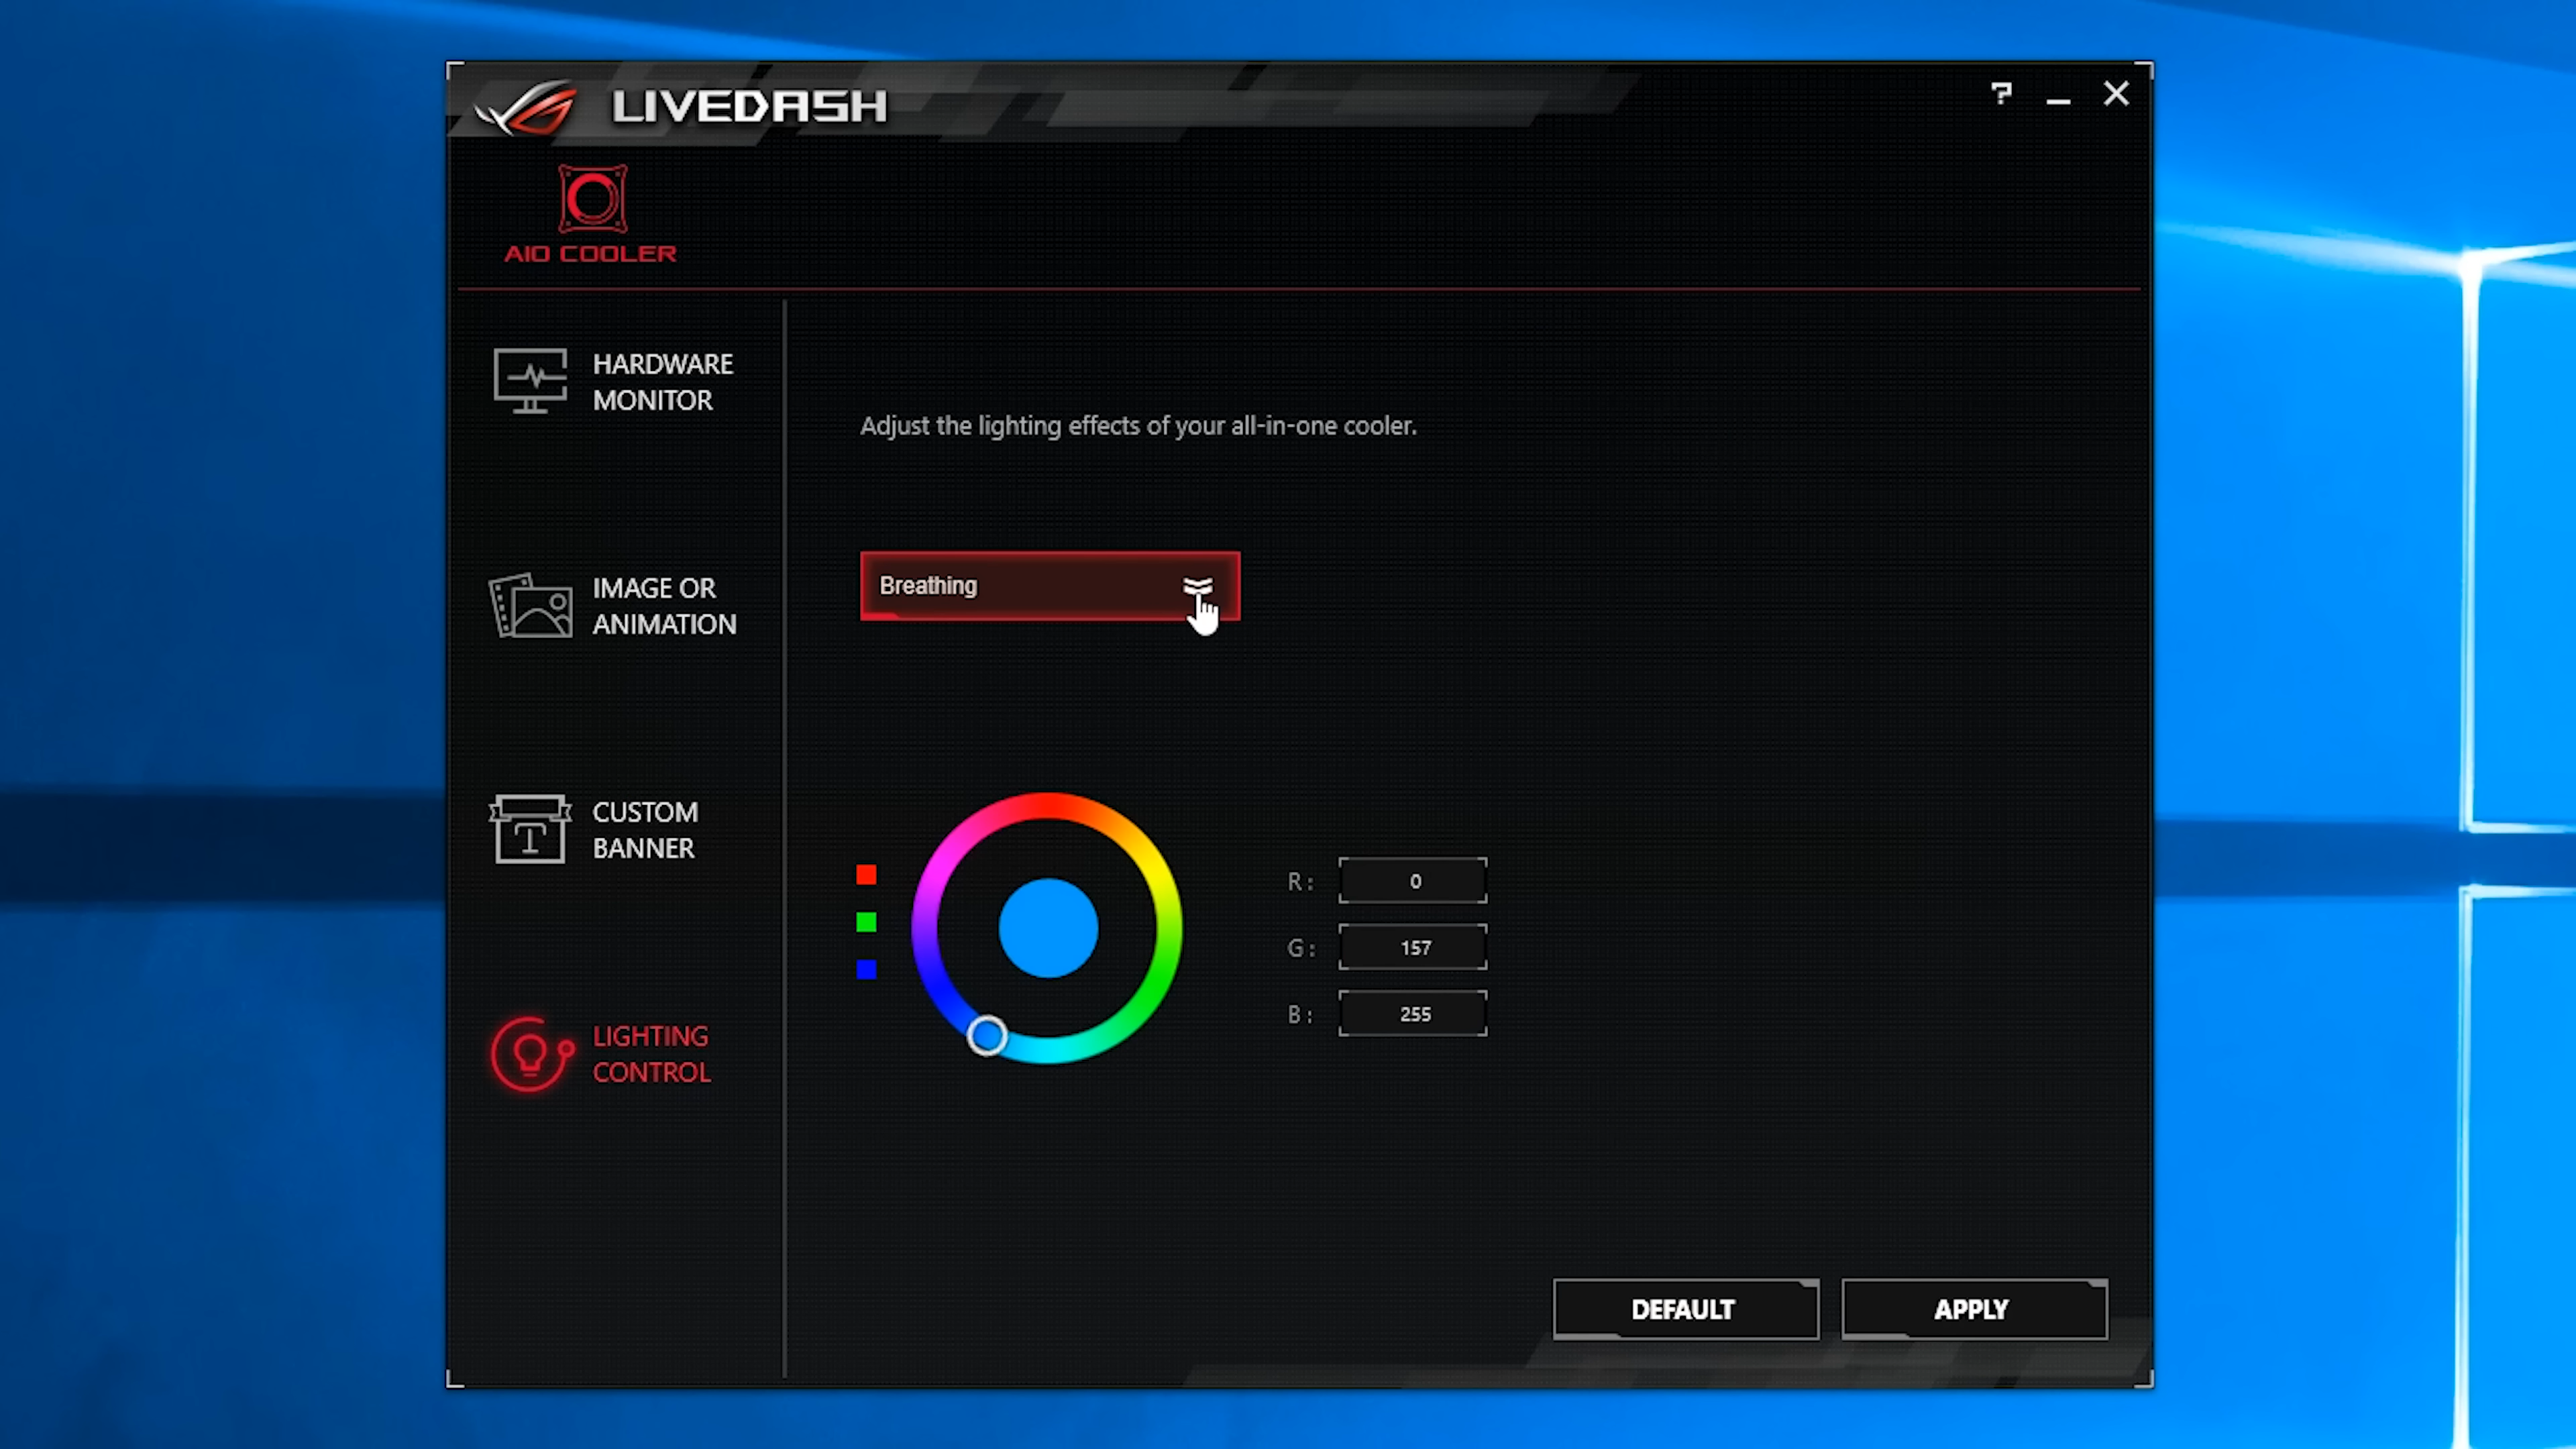 LIVEDASH
?
AIO COOLER
HARDWARE
MONITOR
IMAGE OR
ANIMATION
T
CUSTOM
BANNER
LIGHTING
CONTROL
Adjust the lighting effects of your all-in-one cooler.
Breathing
R: 0
G: 157
B: 255
DEFAULT
APPLY